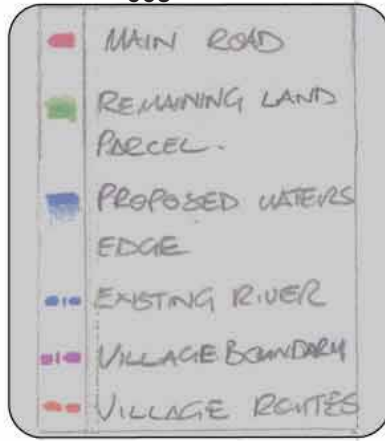 MAIN ROAD
REMAINING LAND
PARCEL.
PROPOSED WATERS
EDGE
EXISTING RIVER
VILLAGE BOUNDARY
VILLAGE ROUTES